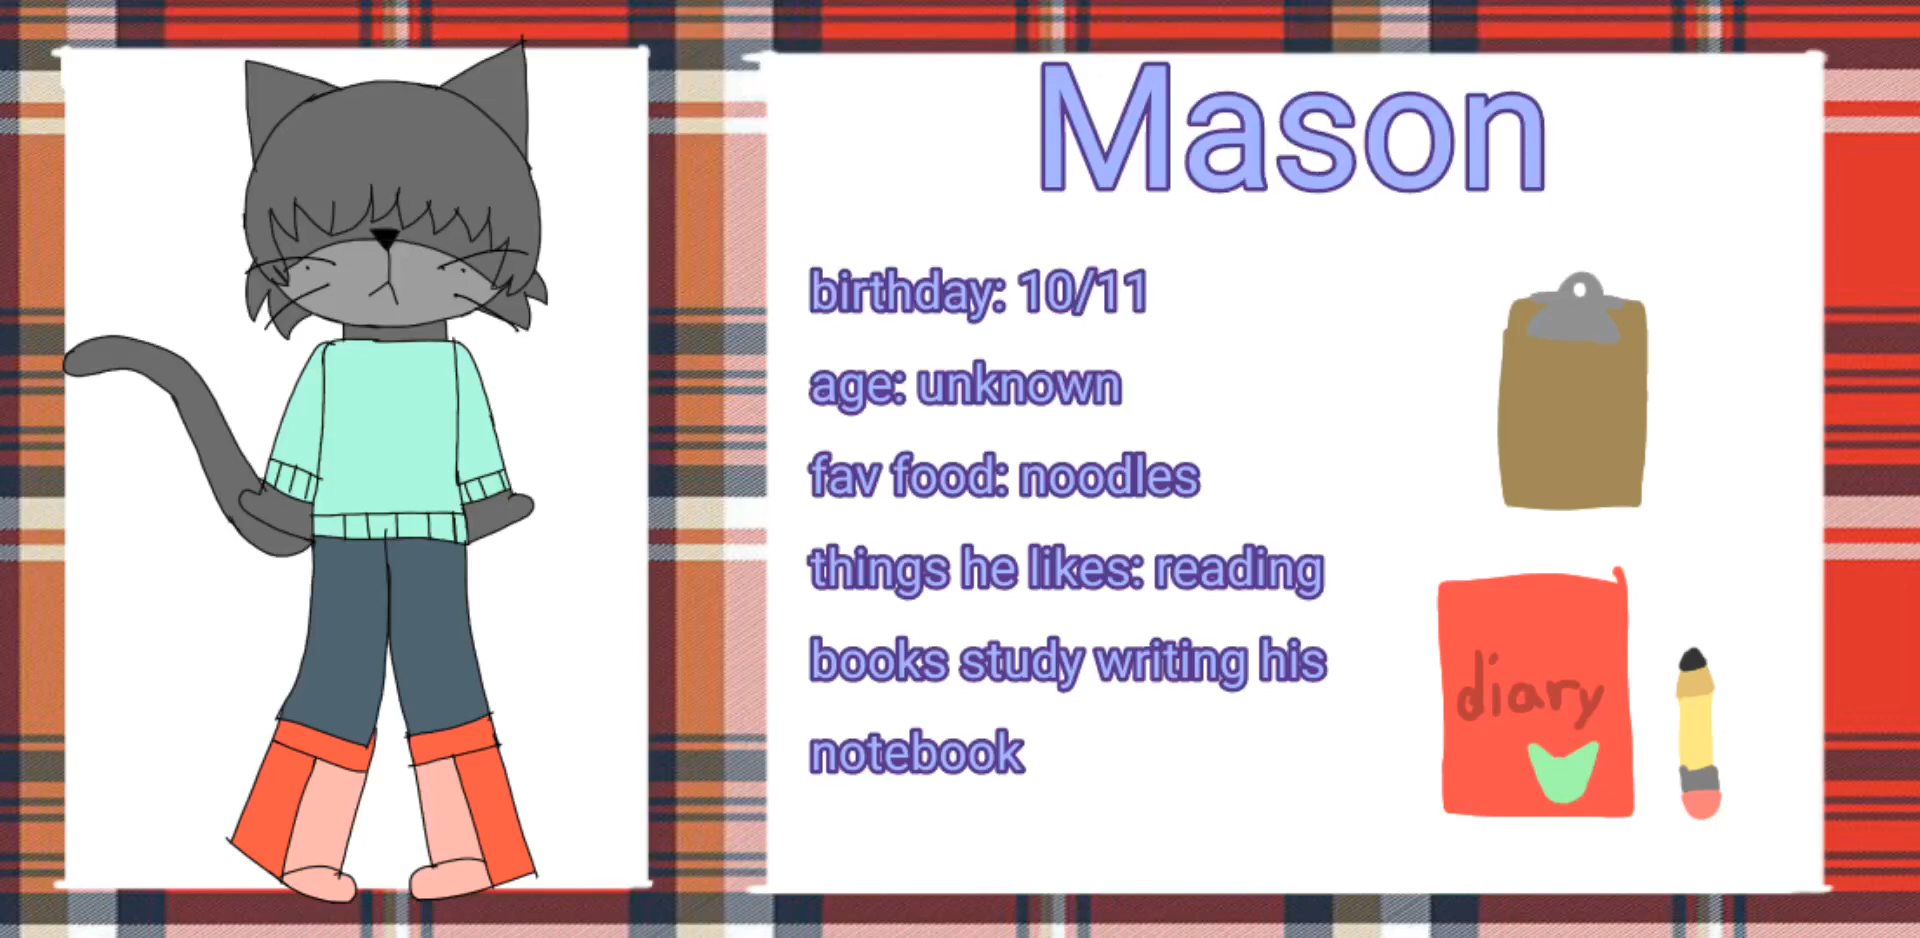 Mason
birthday: 10/11
age: unknown
fav food: noodles
things he likes: reading
books study writing his
notebook
diary